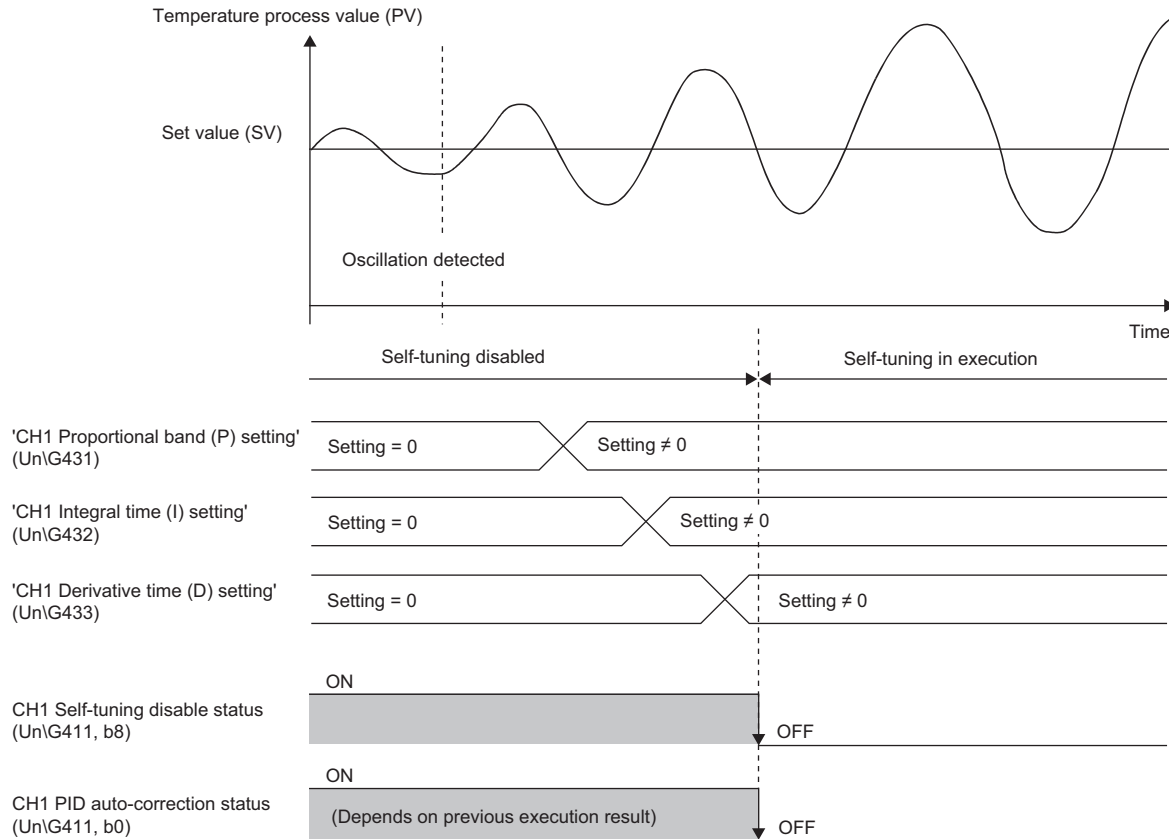 Temperature process value (PV)
Set value (SV)
Oscillation detected
Time
Self-tuning disabled
Self-tuning in execution
'CH1 Proportional band (P) setting'
(Un\G431)
Setting = 0
Setting ≠ 0
'CH1 Integral time (I) setting'
(Un\G432)
Setting = 0
Setting ≠ 0
'CH1 Derivative time (D) setting'
(Un\G433)
Setting = 0
Setting ≠ 0
ON
CH1 Self-tuning disable status
(Un\G411, b8)
OFF
ON
CH1 PID auto-correction status
(Un\G411, b0)
(Depends on previous execution result)
OFF